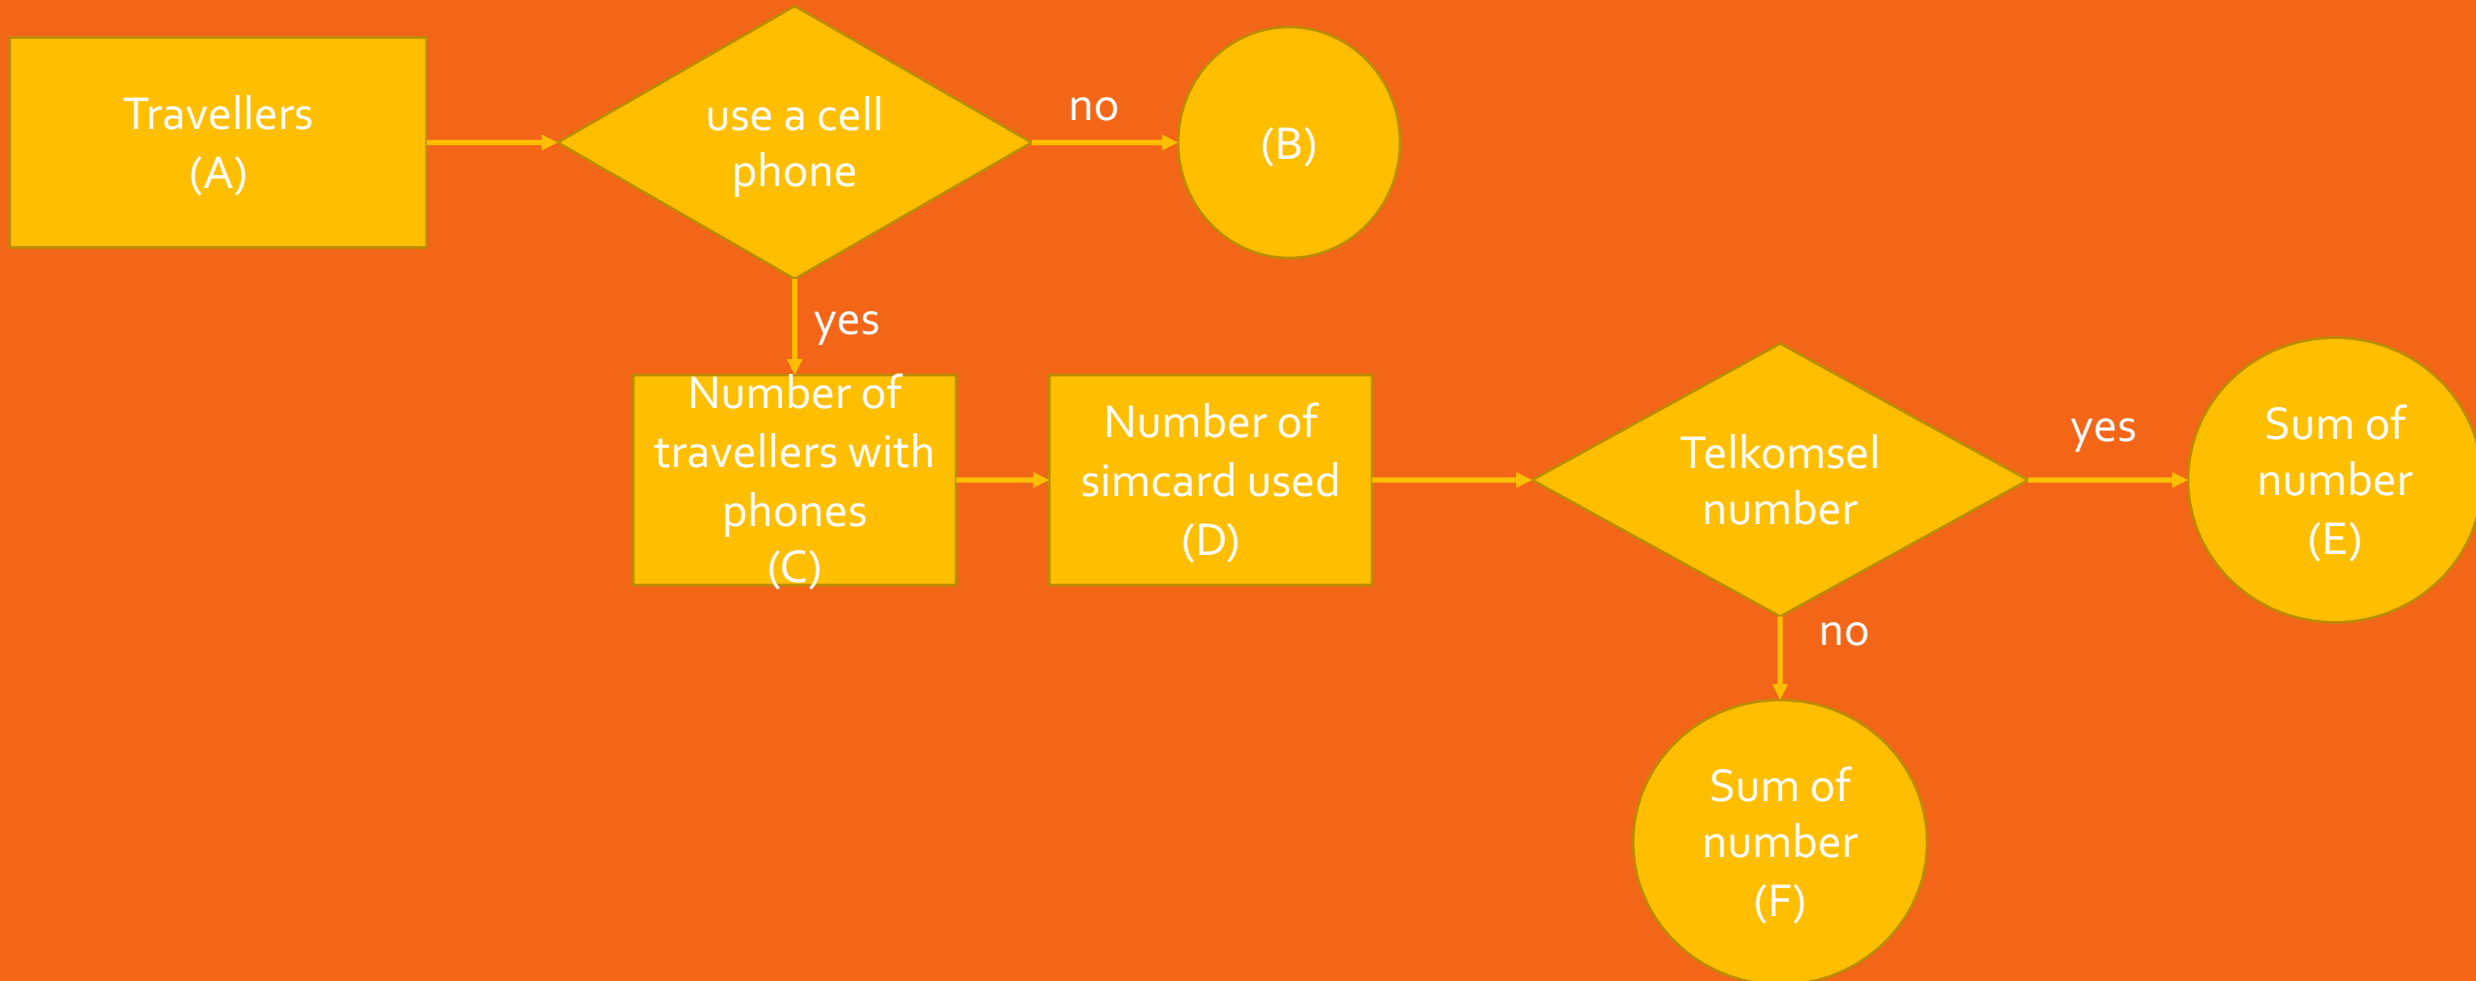 Travellers
(A)
use a cell
phone
no
(B)
yes
Number of
travellers with
phones
(C)
Number of
simcard used
(D)
Telkomsel
number
yes
Sum of
number
(E)
no
Sum of
number
(F)